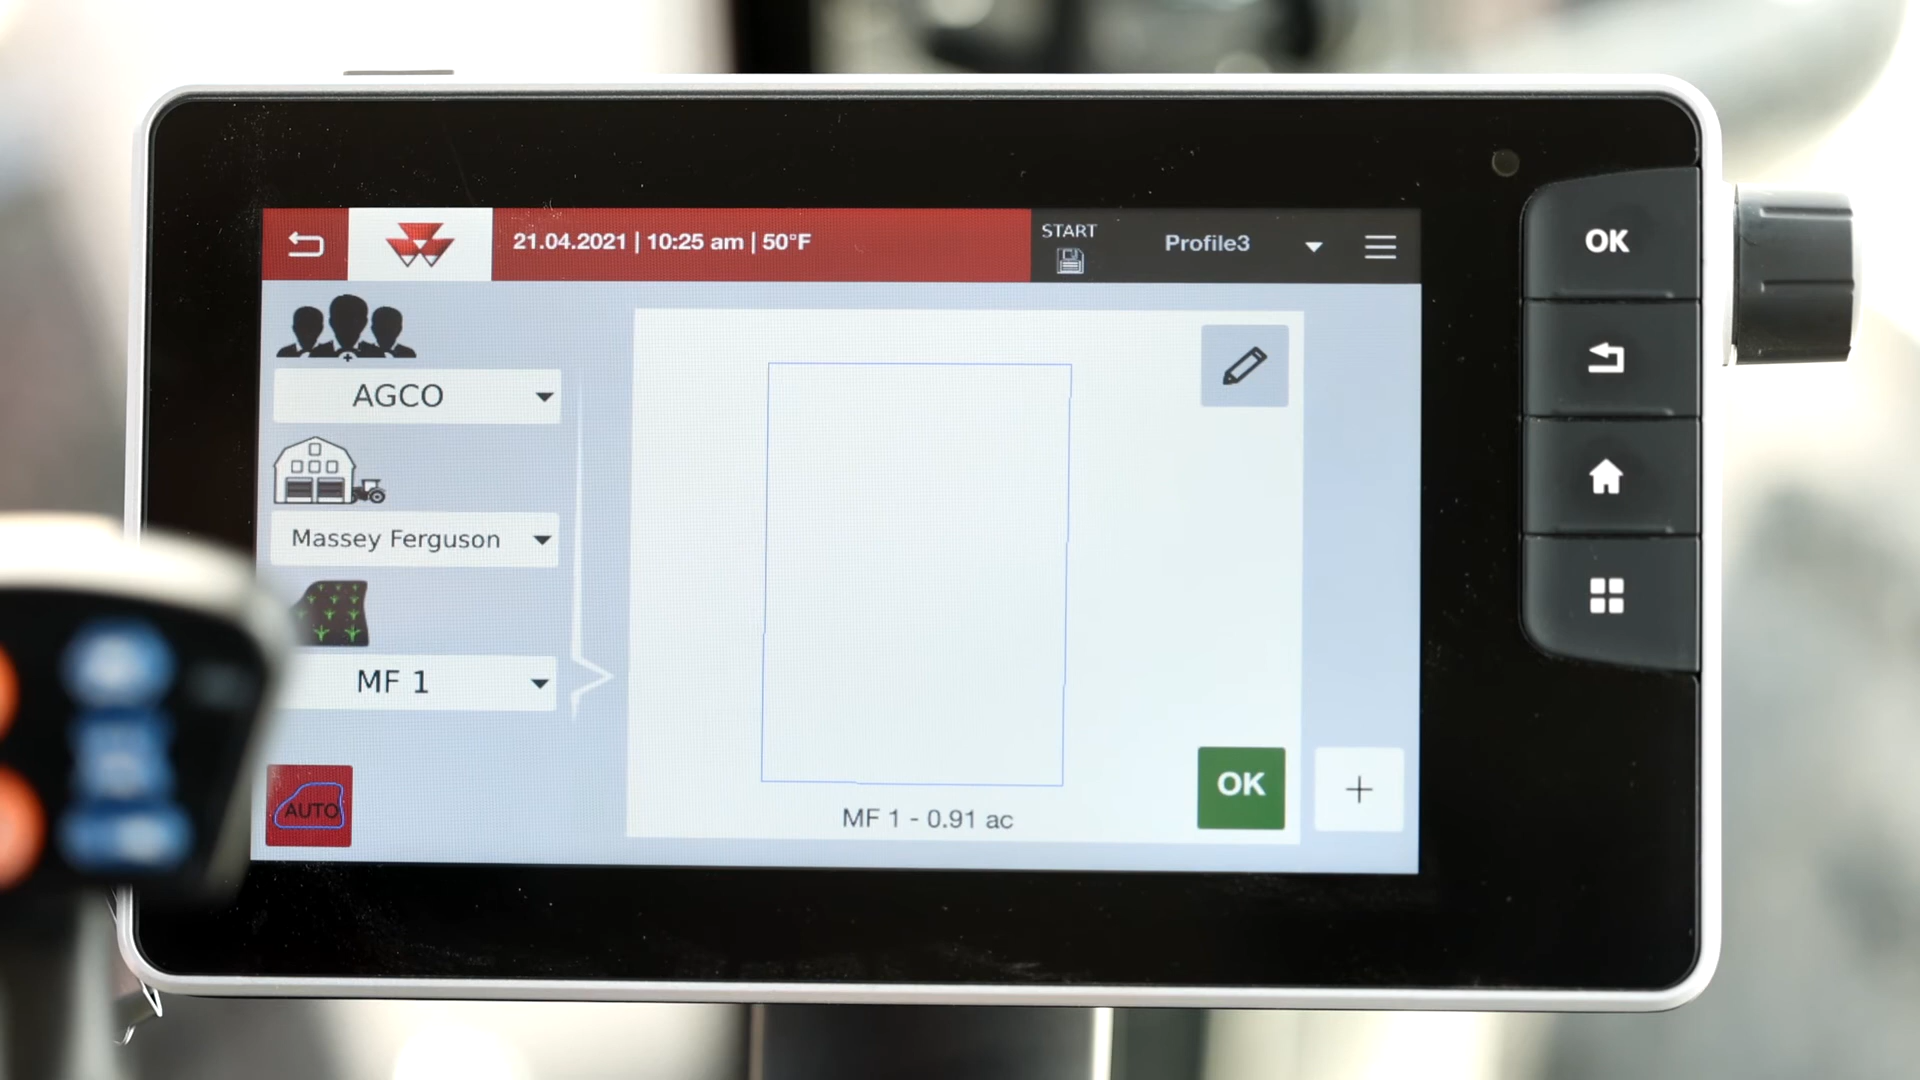 21.04.2021 | 10:25 am | 50°F
START
Profile3
AGCO
Massey Ferguson
MF 1
AUTO
MF 1 - 0.91 ac
OK
+
OK